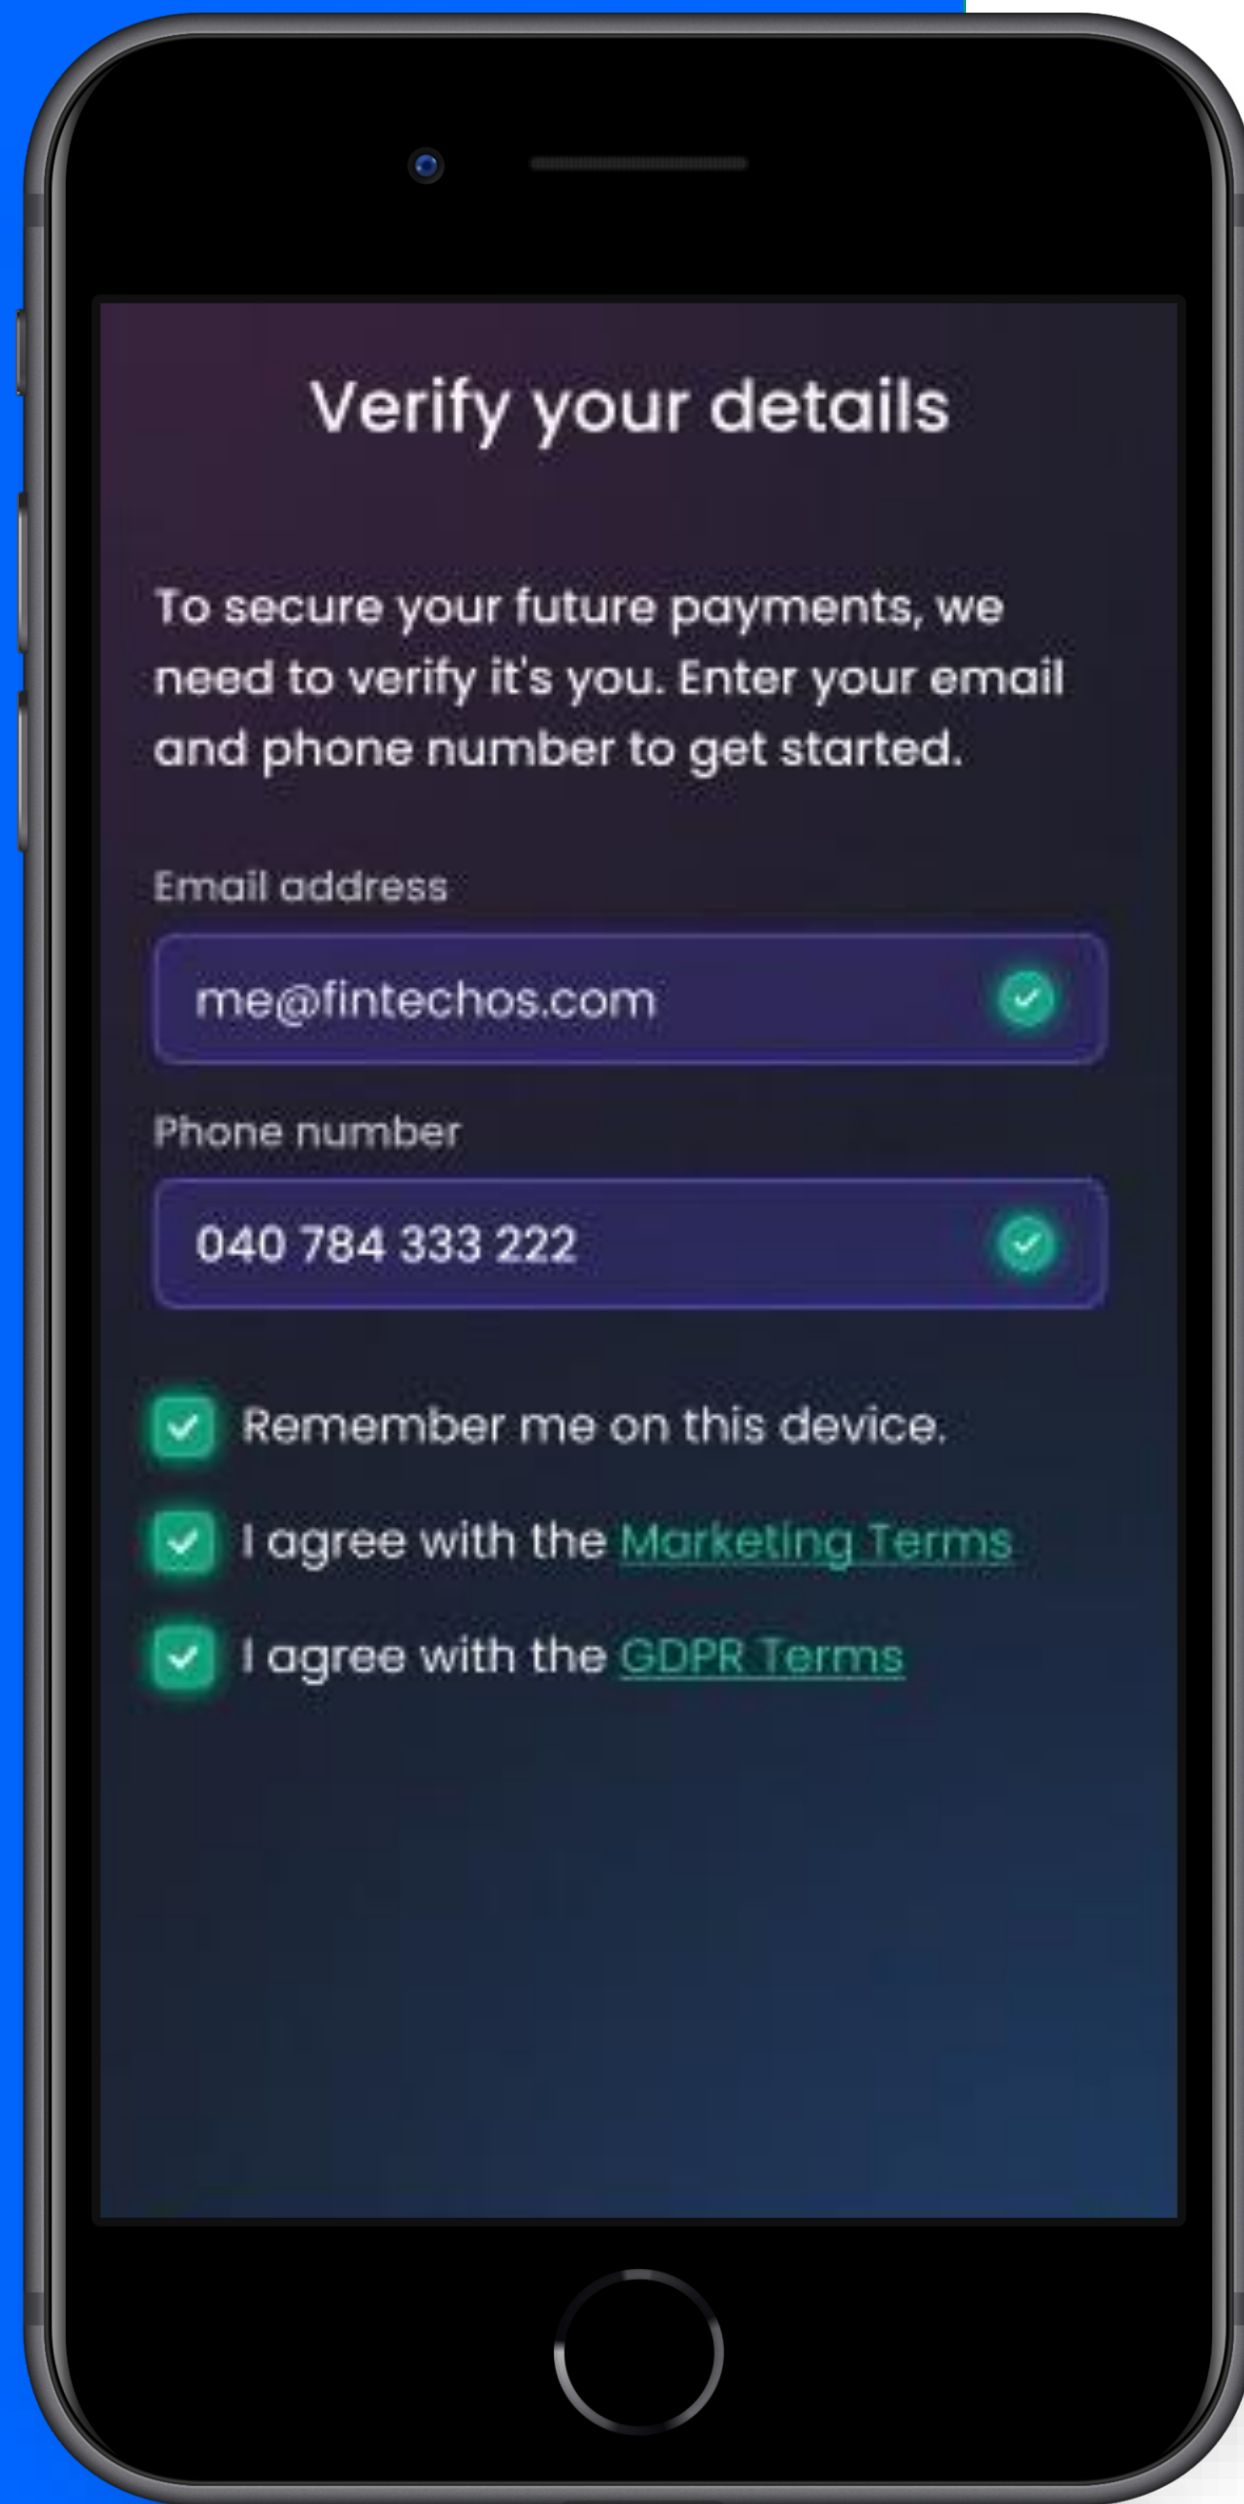 Verify your details
To secure your future payments, we
need to verify it's you. Enter your email
and phone number to get started.
Email address
me@fintechos.com
Phone number
040 784 333 222
Remember me on this device.
I agree with the Marketing Terms
I agree with the GDPR Terms